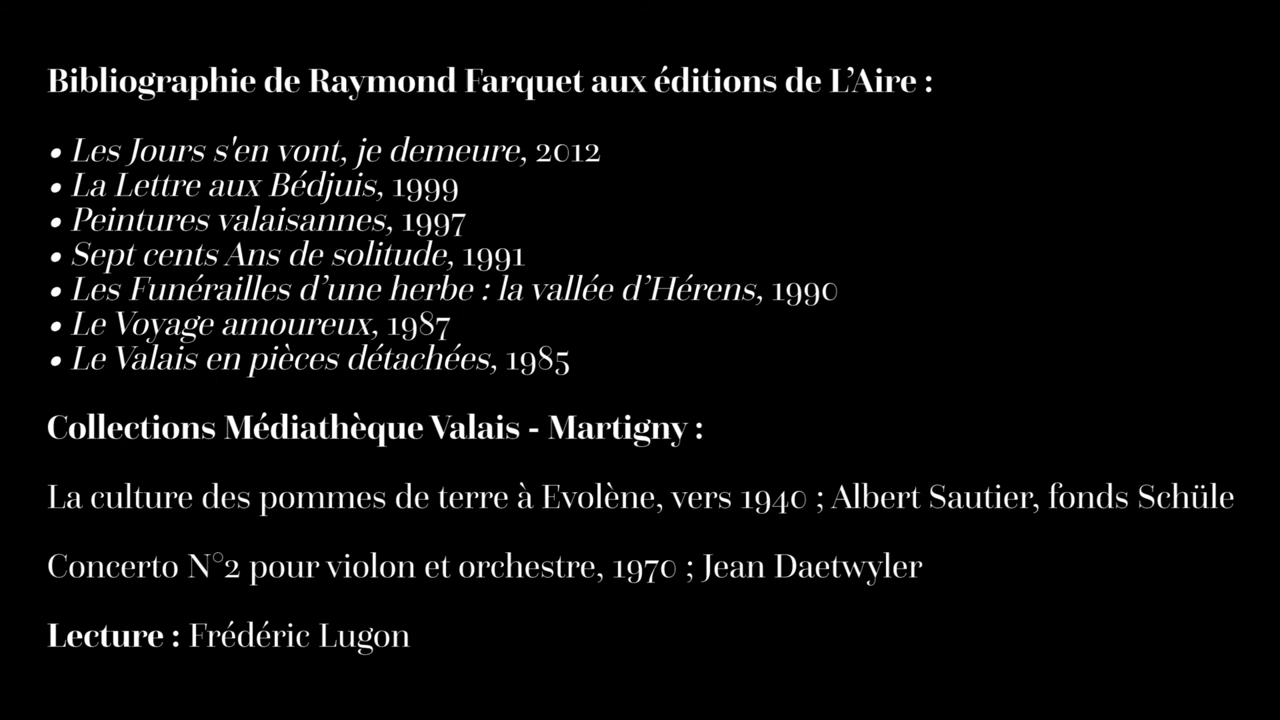 Bibliographie de Raymond Farquet aux éditions de L’Aire :
• Les Jours s'en vont, je demeure, 2012
• La Lettre aux Bédjuis, 1999
• Peintures valaisannes, 1997
• Sept cents Ans de solitude, 1991
• Les Funérailles d’une herbe : la vallée d’Hérens, 1990
• Le Voyage amoureux, 1987
• Le Valais en pièces détachées, 1985
Collections Médiathèque Valais - Martigny :
La culture des pommes de terre à Evolène, vers 1940 ; Albert Sautier, fonds Schüle
Concerto N°2 pour violon et orchestre, 1970 ; Jean Daetwyler
Lecture : Frédéric Lugon